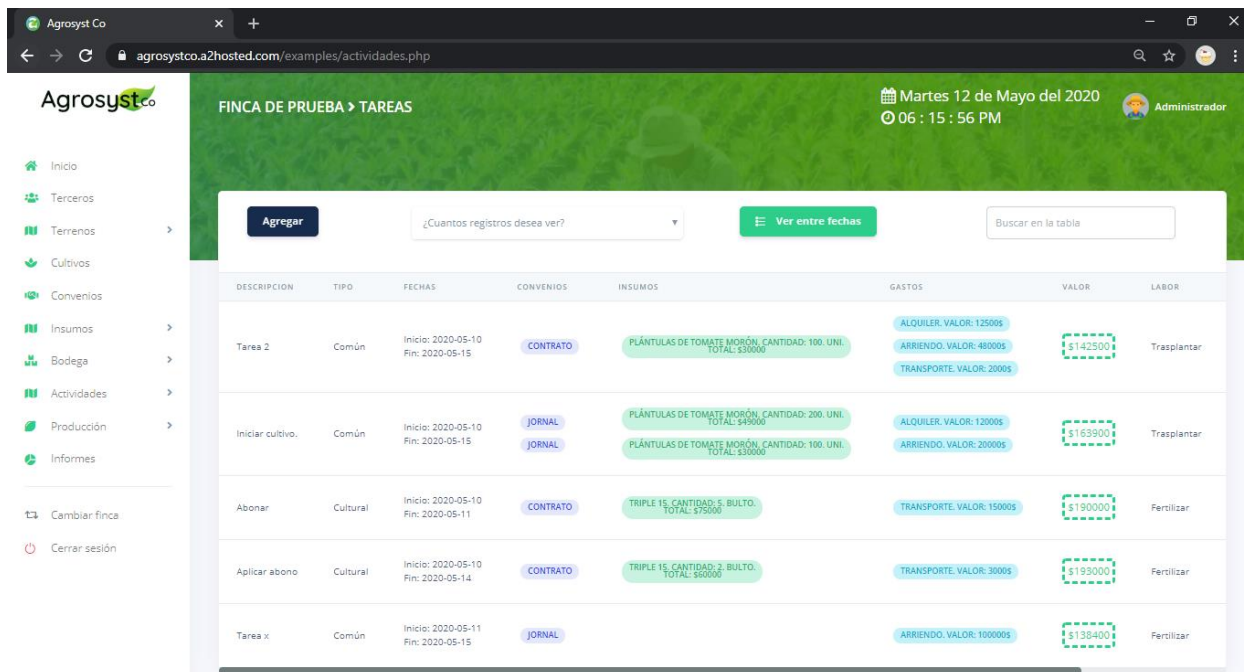 Agrosyst Co
agrosystco.a2hosted.com/examples/actividades.php
Agrosystco
FINCA DE PRUEBA > TAREAS
Martes 12 de Mayo del 2020
06 : 15 : 56 PM
Administrador
Inicio
Terceros
Terrenos
Cultivos
Convenios
Insumos
Bodega
Actividades
Producción
Informes
Cambiar finca
Cerrar sesión
Agregar
¿Cuantos registros desea ver?
Ver entre fechas
Buscar en la tabla
DESCRIPCION TIPO FECHAS CONVENIOS INSUMOS GASTOS VALOR LABOR
Tarea 2
Común
Inicio: 2020-05-10
Fin: 2020-05-15
CONTRATO
PLÁNTULAS DE TOMATE MORÓN, CANTIDAD: 100. UNI.
TOTAL: $30000
ALQUILER. VALOR: 12500$
ARRIENDO. VALOR: 48000$
TRANSPORTE. VALOR: 2000$
$142500
Trasplantar
Iniciar cultivo.
Común
Inicio: 2020-05-10
Fin: 2020-05-15
JORNAL
JORNAL
PLÁNTULAS DE TOMATE MORÓN, CANTIDAD: 200. UNI.
TOTAL: $49000
PLÁNTULAS DE TOMATE MORÓN, CANTIDAD: 100. UNI.
TOTAL: $30000
ALQUILER. VALOR: 12000$
ARRIENDO. VALOR: 20000$
$163900
Trasplantar
Abonar
Cultural
Inicio: 2020-05-10
Fin: 2020-05-11
CONTRATO
TRIPLE 15, CANTIDAD: 5. BULTO.
TOTAL: $75000
TRANSPORTE. VALOR: 15000$
$190000
Fertilizar
Aplicar abono
Cultural
Inicio: 2020-05-10
Fin: 2020-05-14
CONTRATO
TRIPLE 15, CANTIDAD: 2. BULTO.
TOTAL: $60000
TRANSPORTE. VALOR: 3000$
$193000
Fertilizar
Tarea x
Común
Inicio: 2020-05-11
Fin: 2020-05-15
JORNAL
ARRIENDO. VALOR: 100000$
$138400
Fertilizar